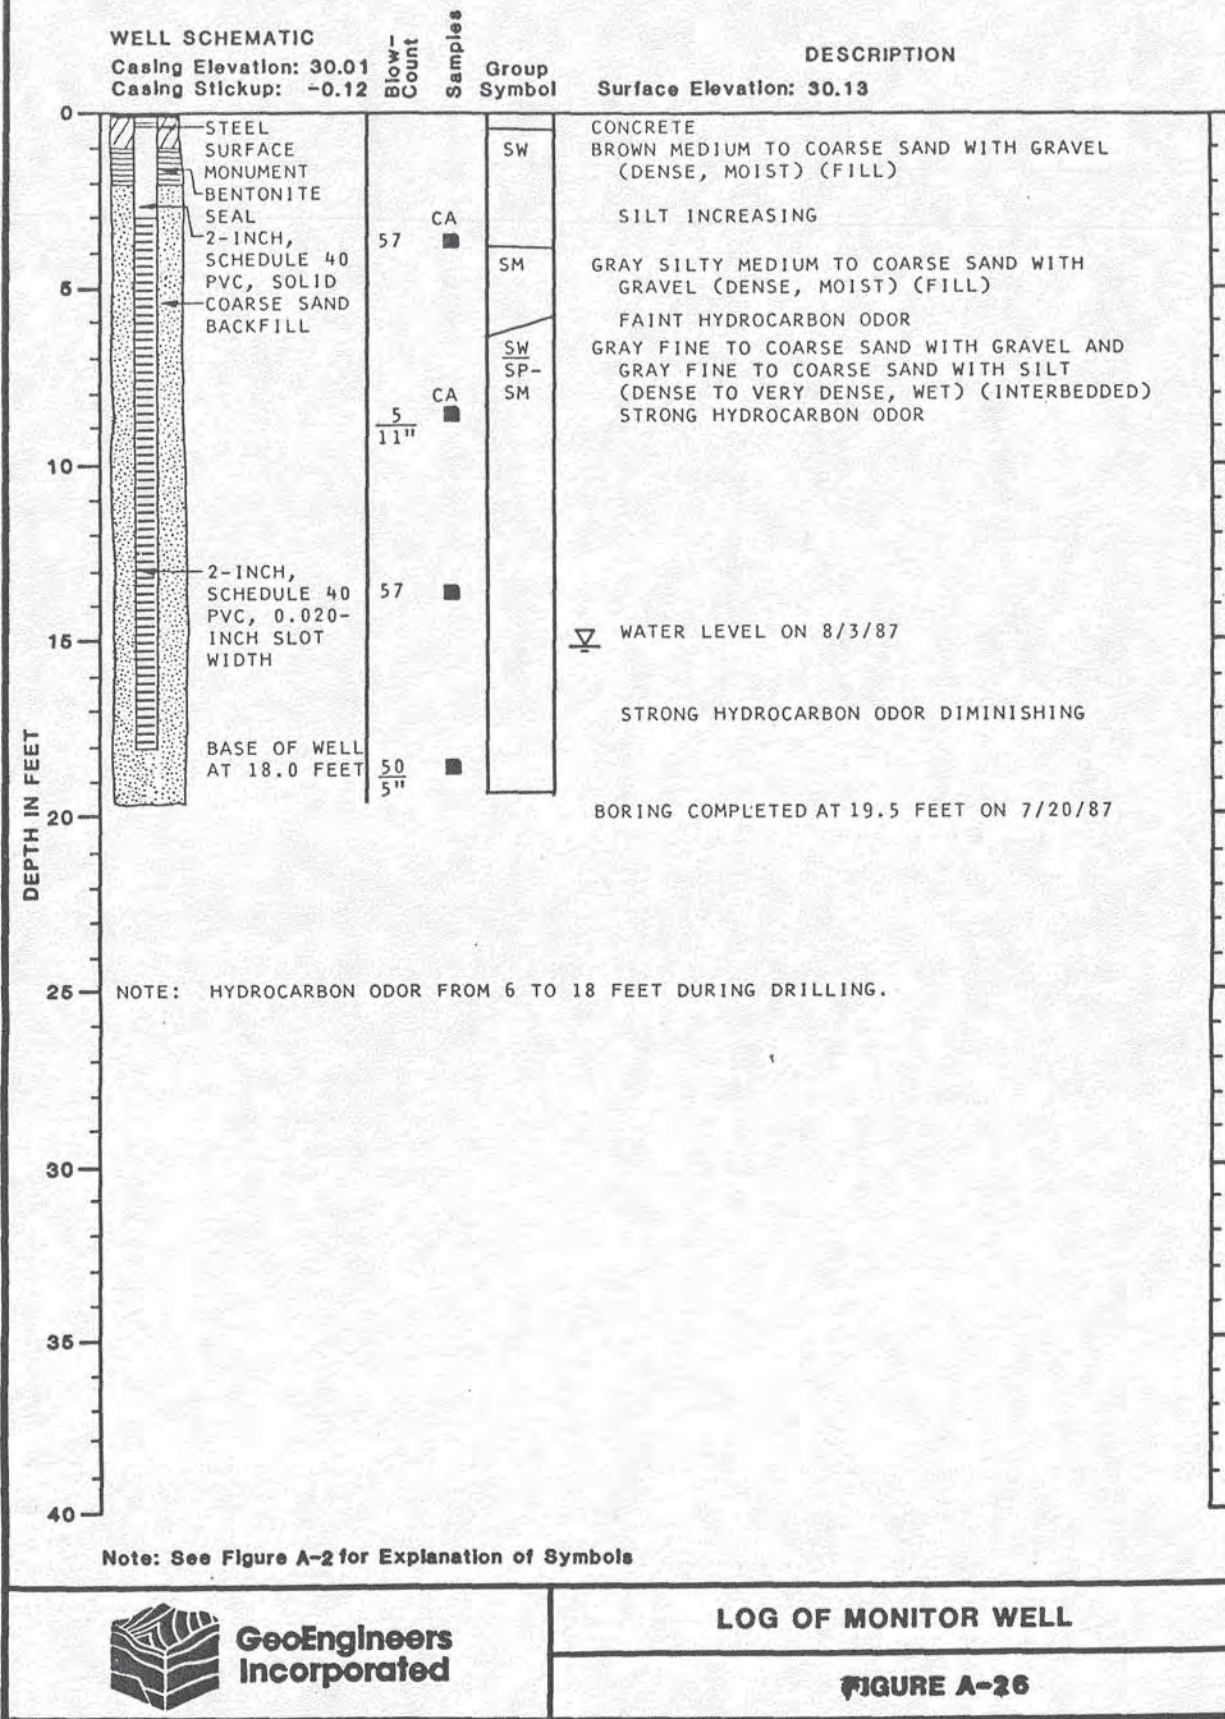 WELL SCHEMATIC
Casing Elevation: 30.01
Casing Stickup: -0.12
Blow-
Count
Samples
Group
Symbol
DESCRIPTION
Surface Elevation: 30.13
0
5
10
15
20
25
30
35
40
DEPTH IN FEET
STEEL
SURFACE
MONUMENT
BENTONITE
SEAL
2-INCH,
SCHEDULE 40
PVC, SOLID
COARSE SAND
BACKFILL
2-INCH,
SCHEDULE 40
PVC, 0.020-
INCH SLOT
WIDTH
BASE OF WELL
AT 18.0 FEET
57
5
11"
57
50
5"
CA
CA
SW
SM
SW
SP-
SM
CONCRETE
BROWN MEDIUM TO COARSE SAND WITH GRAVEL
(DENSE, MOIST) (FILL)
SILT INCREASING
GRAY SILTY MEDIUM TO COARSE SAND WITH
GRAVEL (DENSE, MOIST) (FILL)
FAINT HYDROCARBON ODOR
GRAY FINE TO COARSE SAND WITH GRAVEL AND
GRAY FINE TO COARSE SAND WITH SILT
(DENSE TO VERY DENSE, WET) (INTERBEDDED)
STRONG HYDROCARBON ODOR
WATER LEVEL ON 8/3/87
STRONG HYDROCARBON ODOR DIMINISHING
BORING COMPLETED AT 19.5 FEET ON 7/20/87
NOTE: HYDROCARBON ODOR FROM 6 TO 18 FEET DURING DRILLING.
Note: See Figure A-2 for Explanation of Symbols
GeoEngineers
Incorporated
LOG OF MONITOR WELL
FIGURE A-26